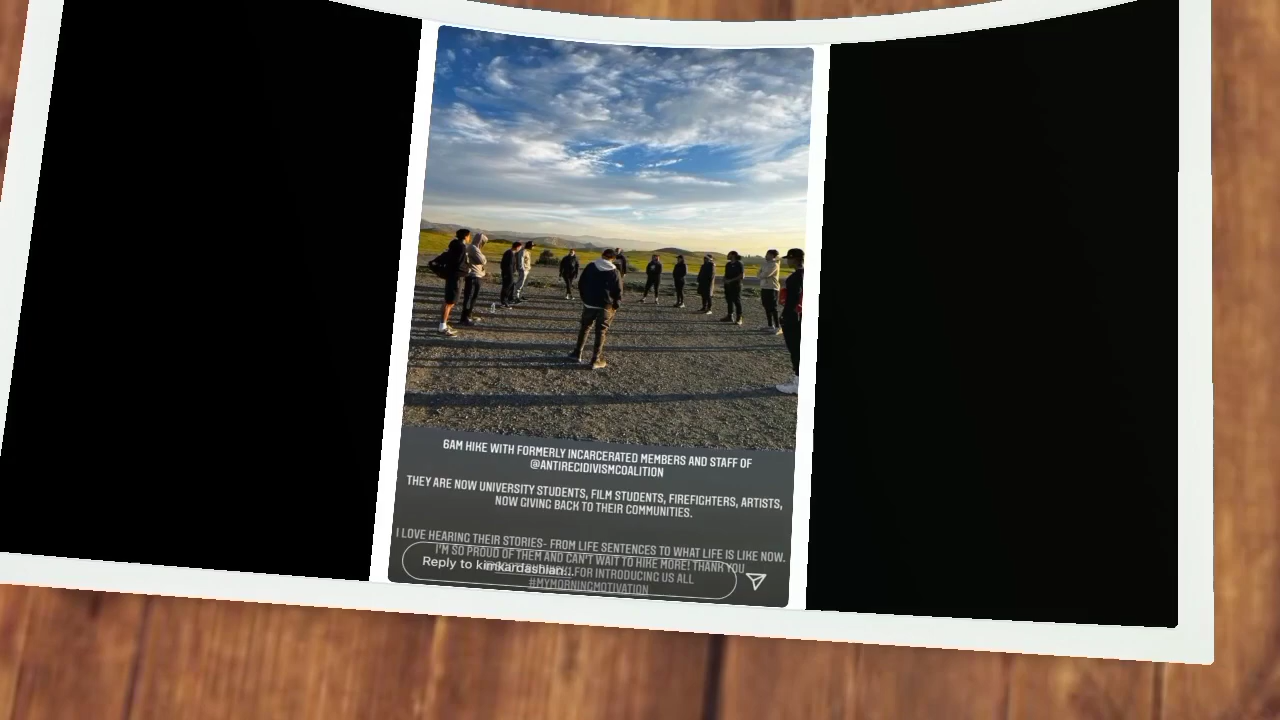 6AM HIKE WITH FORMERLY INCARCERATED MEMBERS AND STAFF OF
@ANTIRECIDIVISMCOALITION
THEY ARE NOW UNIVERSITY STUDENTS, FILM STUDENTS, FIREFIGHTERS, ARTISTS,
NOW GIVING BACK TO THEIR COMMUNITIES.
I LOVE HEARING THEIR STORIES- FROM LIFE SENTENCES TO WHAT LIFE IS LIKE NOW.
I'M SO PROUD OF THEM AND CAN'T WAIT TO HIKE MORE! THANK YOU
FOR INTRODUCING US ALL
Reply to kimkardashian...
#MYMORNINGMOTIVATION